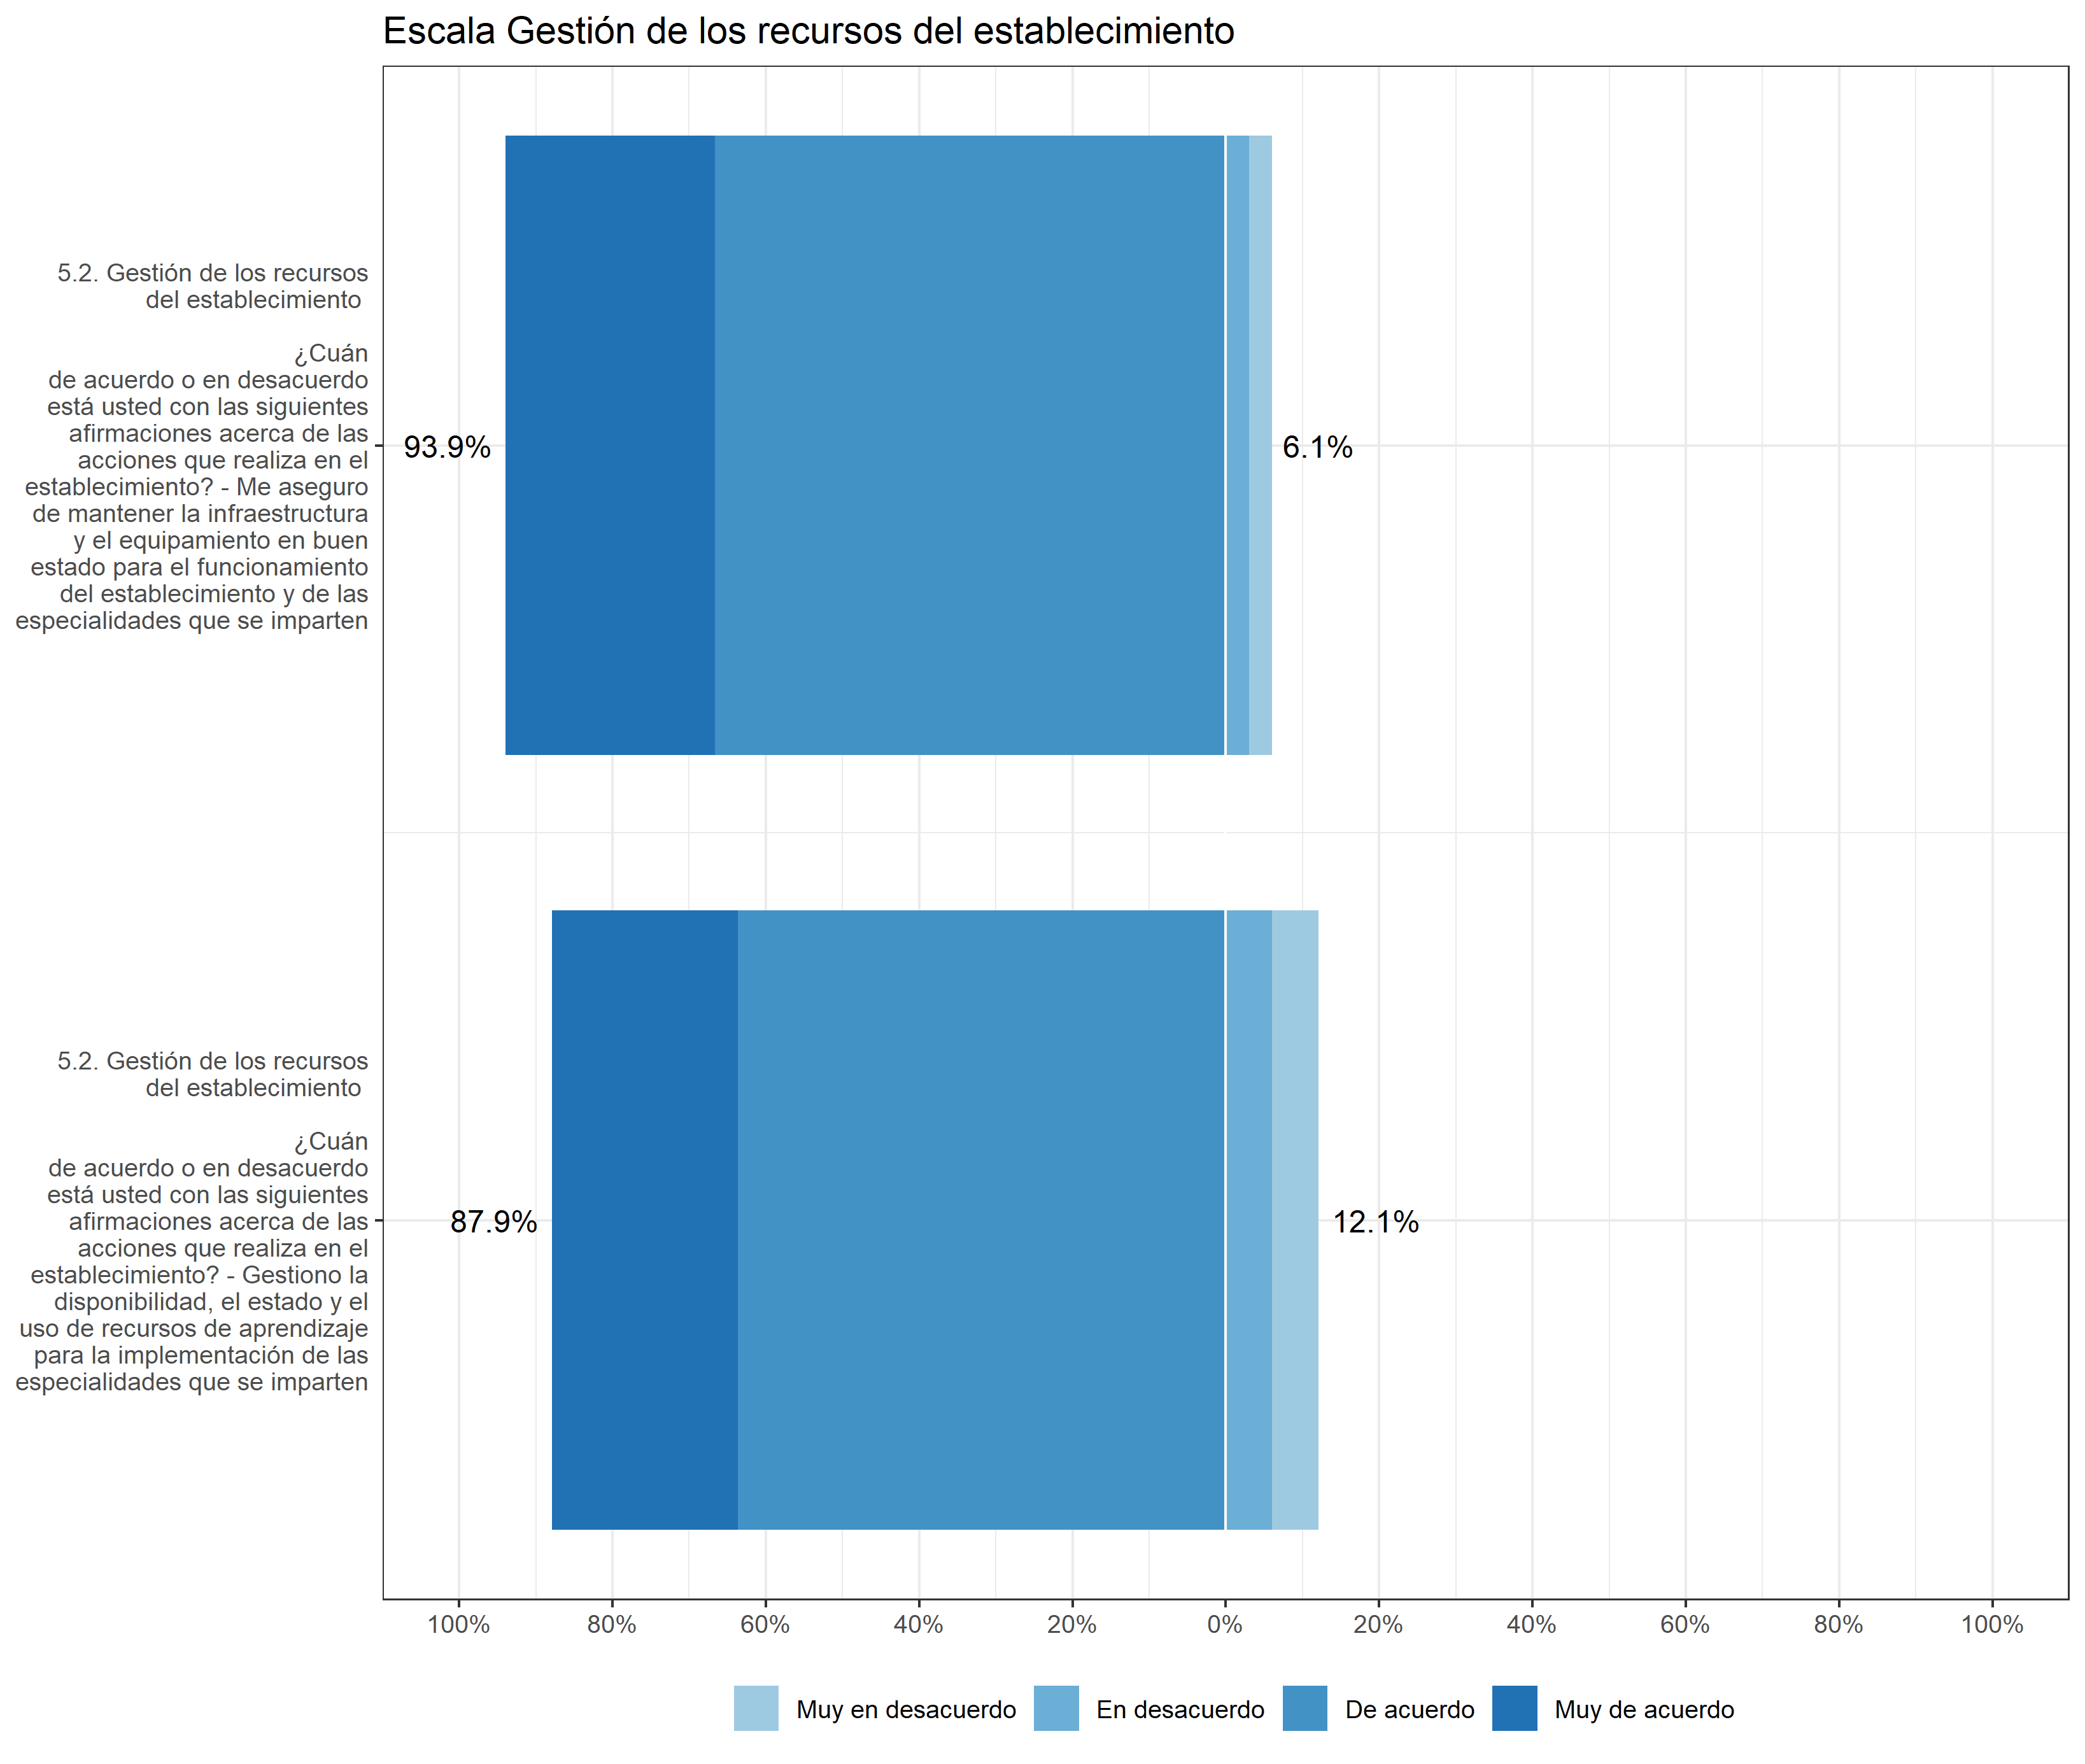 Escala Gestión de los recursos del establecimiento
5.2. Gestión de los recursos
del establecimiento
¿Cuán
de acuerdo o en desacuerdo
está usted con las siguientes
afirmaciones acerca de las
acciones que realiza en el
establecimiento? - Me aseguro
de mantener la infraestructura
y el equipamiento en buen
estado para el funcionamiento
del establecimiento y de las
especialidades que se imparten
93.9%
6.1%
5.2. Gestión de los recursos
del establecimiento
¿Cuán
de acuerdo o en desacuerdo
está usted con las siguientes
afirmaciones acerca de las
acciones que realiza en el
establecimiento? - Gestiono la
disponibilidad, el estado y el
uso de recursos de aprendizaje
para la implementación de las
especialidades que se imparten
87.9%
12.1%
100% 80% 60% 40% 20% 0% 20% 40% 60% 80% 100%
Muy en desacuerdo En desacuerdo De acuerdo Muy de acuerdo